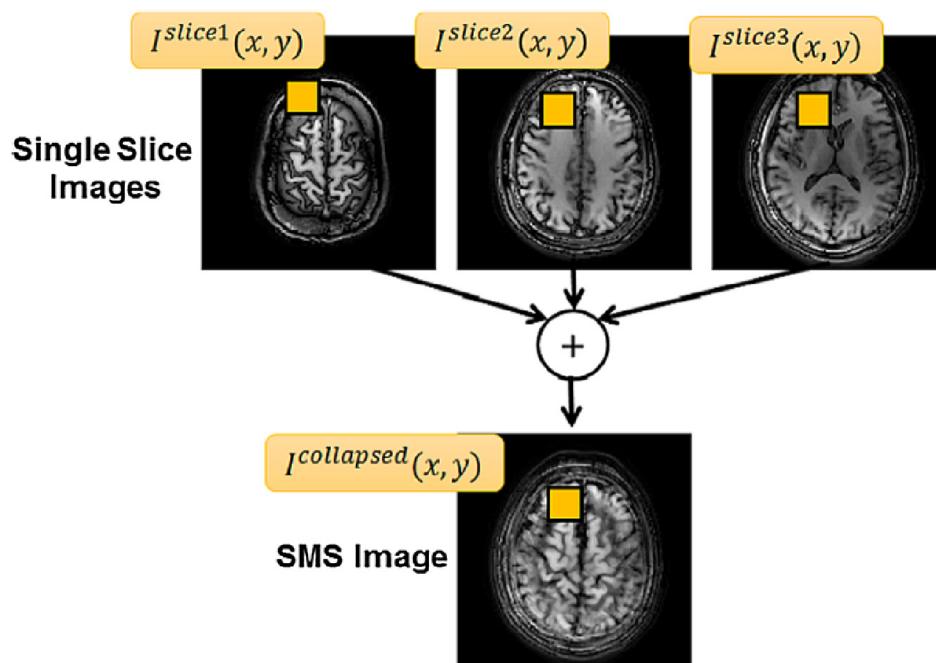 I^{slice1}(x, y)
I^{slice2}(x, y)
I^{slice3}(x, y)
Single Slice
Images
+
I^{collapsed}(x, y)
SMS Image